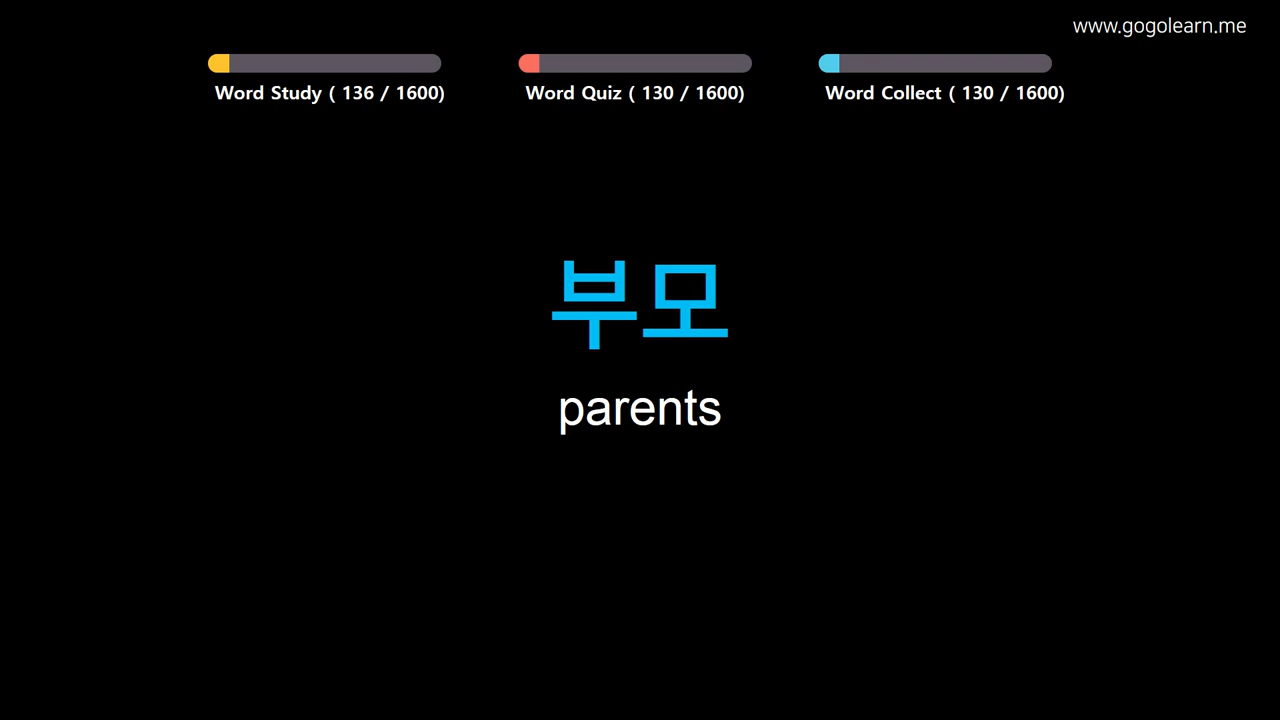 www.gogolearn.me
Word Study ( 136 / 1600)
Word Quiz ( 130 / 1600)
Word Collect ( 130 / 1600)
부모
parents